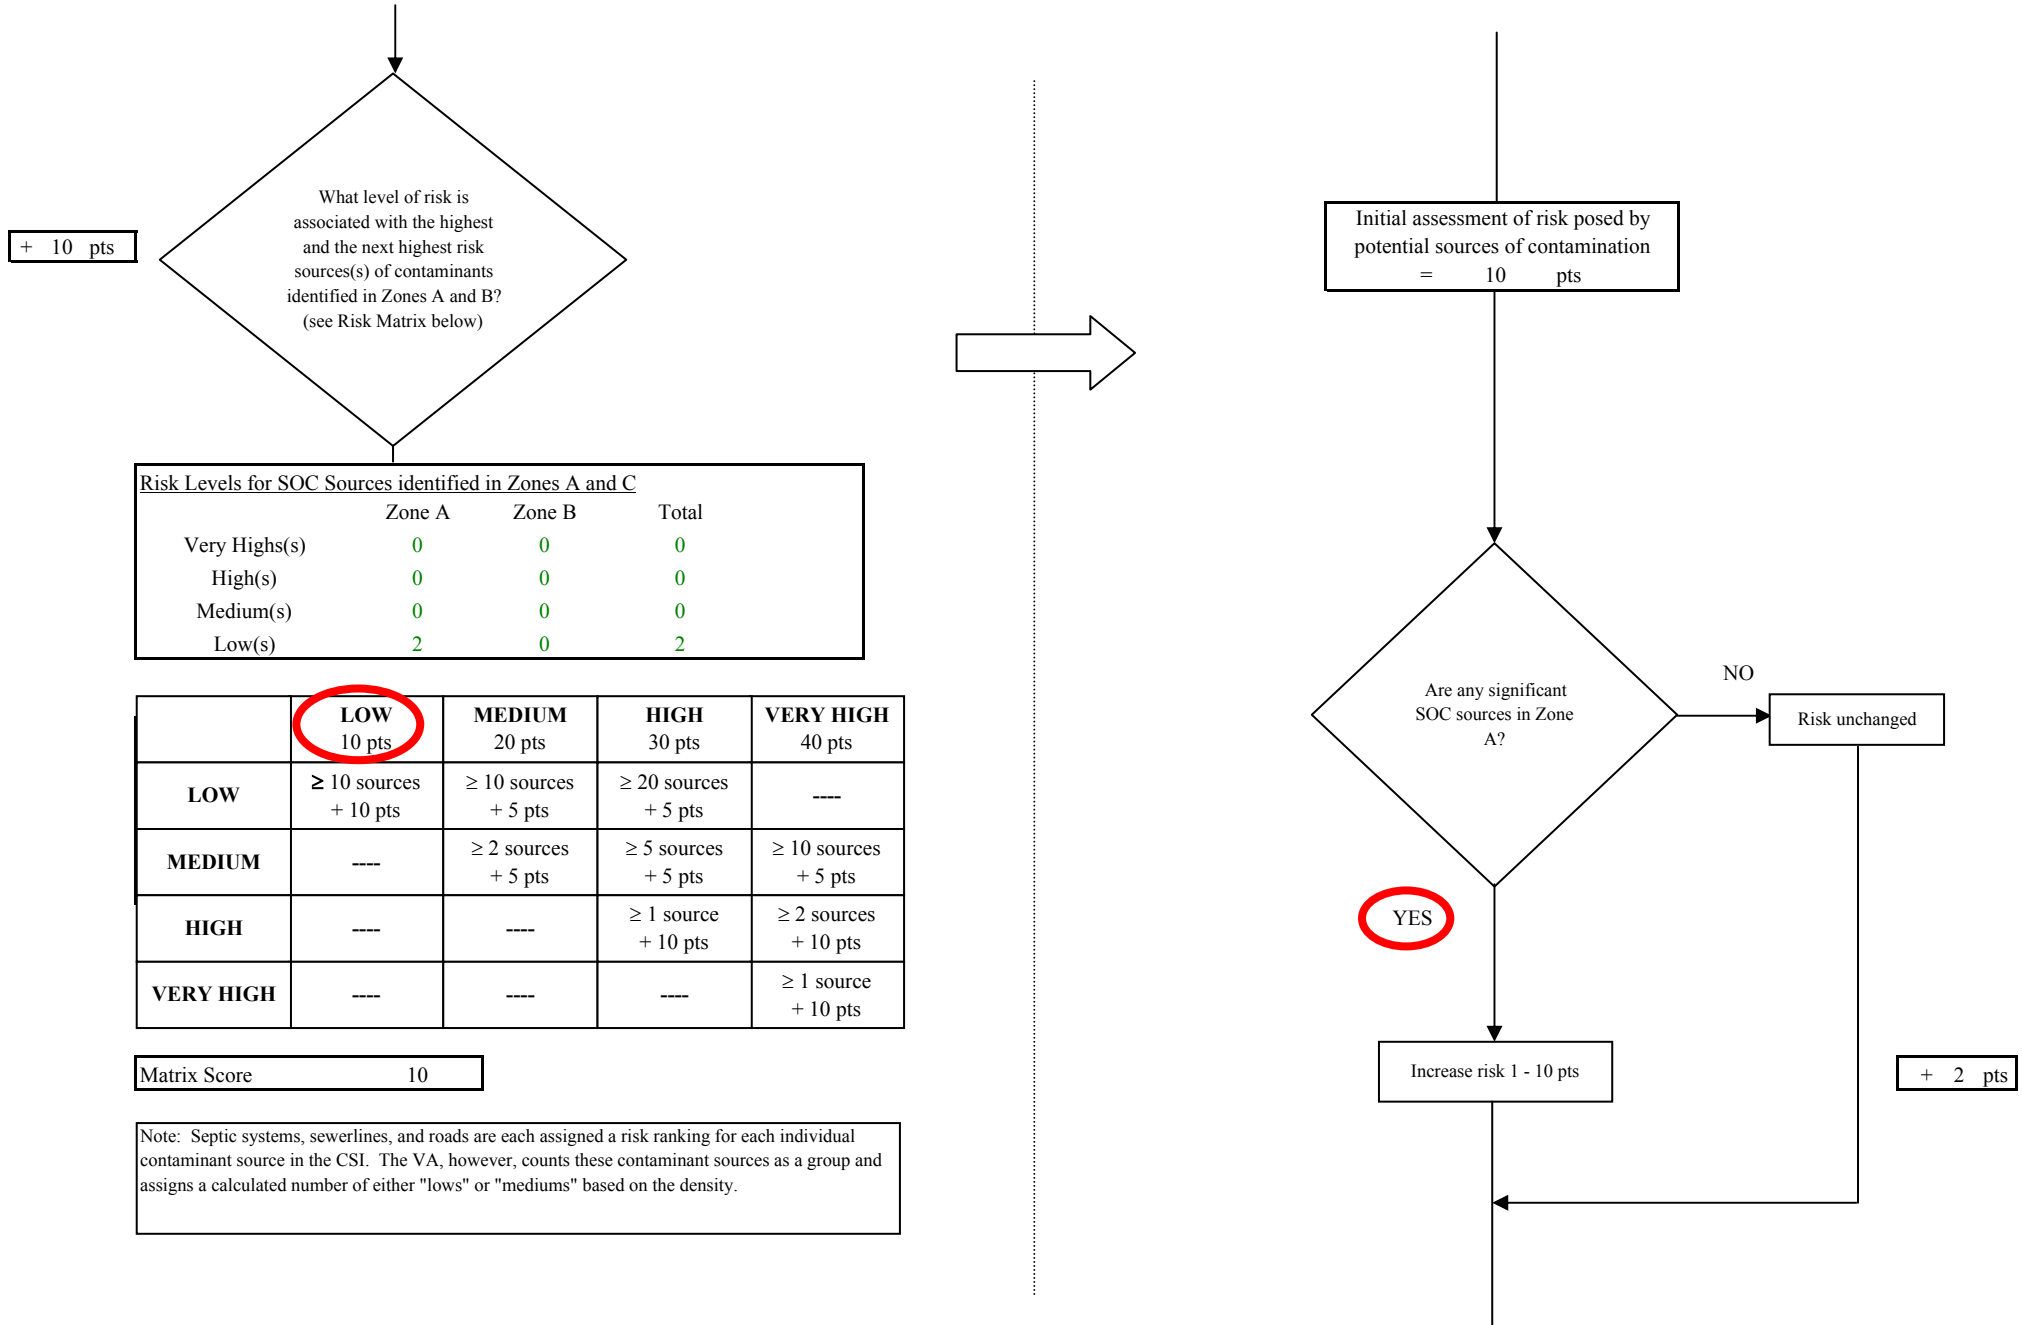 What level of risk is
associated with the highest
and the next highest risk
sources(s) of contaminants
identified in Zones A and B?
(see Risk Matrix below)
+ 10 pts
Risk Levels for SOC Sources identified in Zones A and C
Zone A Zone B Total
Very Highs(s) 0 0 0
High(s) 0 0 0
Medium(s) 0 0 0
Low(s) 2 0 2
LOW MEDIUM HIGH VERY HIGH
10 pts 20 pts 30 pts 40 pts
LOW ≥ 10 sources ≥ 10 sources ≥ 20 sources ----
+ 10 pts + 5 pts + 5 pts
MEDIUM ---- ≥ 2 sources ≥ 5 sources ≥ 10 sources
+ 5 pts + 5 pts + 5 pts
HIGH ---- ---- ≥ 1 source ≥ 2 sources
+ 10 pts + 10 pts
VERY HIGH ---- ---- ---- ≥ 1 source
+ 10 pts
Matrix Score 10
Note: Septic systems, sewerlines, and roads are each assigned a risk ranking for each individual
contaminant source in the CSI. The VA, however, counts these contaminant sources as a group and
assigns a calculated number of either "lows" or "mediums" based on the density.
Initial assessment of risk posed by
potential sources of contamination
= 10 pts
Are any significant
SOC sources in Zone
A?
NO
Risk unchanged
YES
Increase risk 1 - 10 pts
+ 2 pts